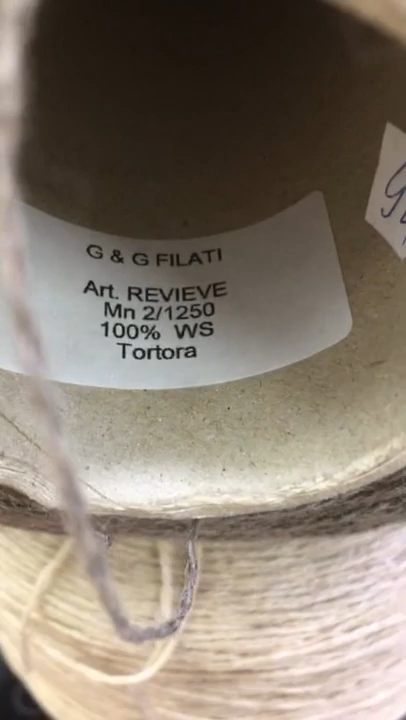 G & G FILATI
Art. REVIEVE
Mn 2/1250
100% WS
Tortora